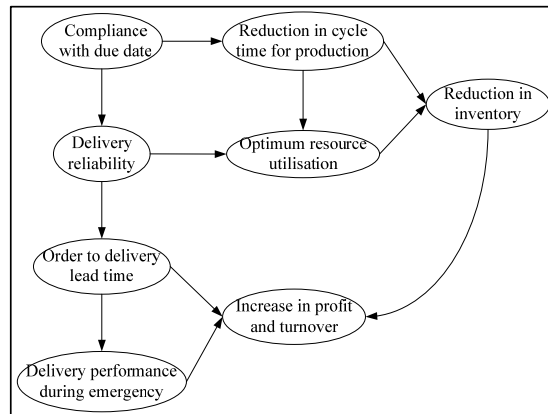 Compliance
with due date
Reduction in cycle
time for production
Reduction in
inventory
Delivery
reliability
Optimum resource
utilisation
Order to delivery
lead time
Increase in profit
and turnover
Delivery performance
during emergency